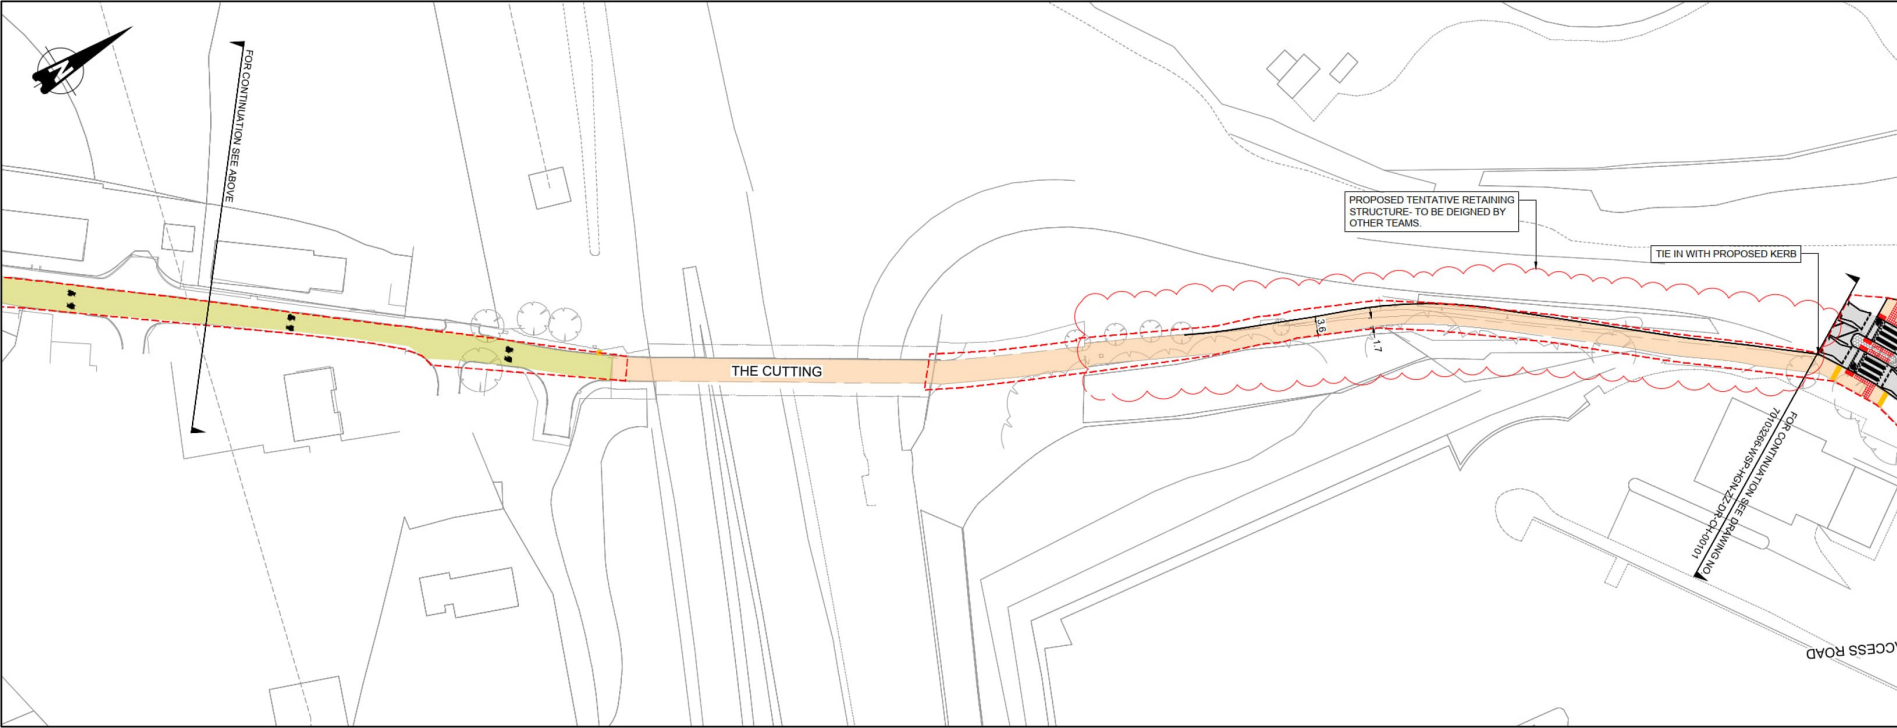 N
FOR CONTINUATION SEE ABOVE
PROPOSED TENTATIVE RETAINING
STRUCTURE- TO BE DEIGNED BY
OTHER TEAMS.
TIE IN WITH PROPOSED KERB
3.6
1.7
THE CUTTING
FOR CONTINUATION SEE DRAWING NO.
70103266-WSP-HGN-ZZ-DR-CH-00101
ACCESS ROAD